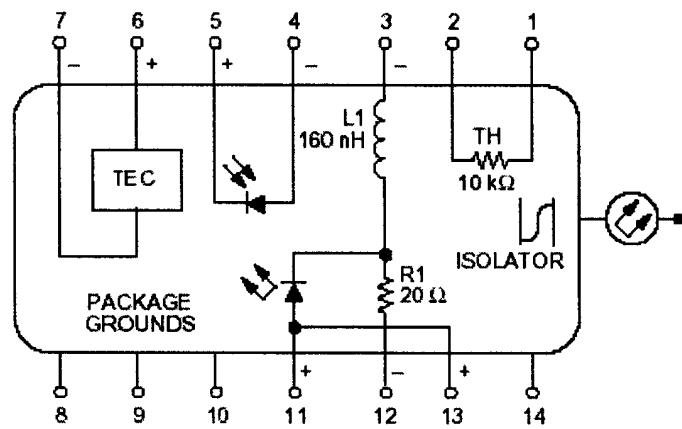 7 6 5 4 3 2 1
− + + − −
L1
160 nH
TH
10 kΩ
TEC
ISOLATOR
R1
20 Ω
PACKAGE
GROUNDS
+ − +
8 9 10 11 12 13 14